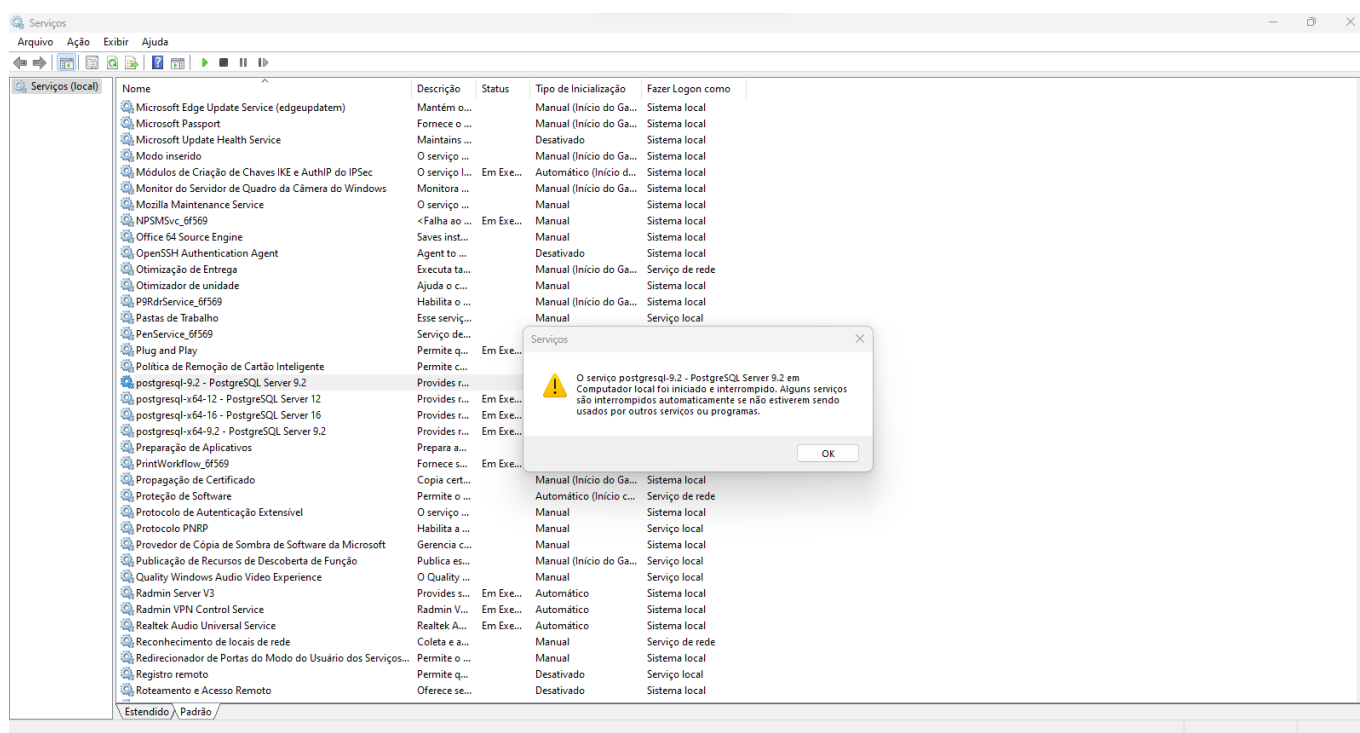 Serviços
Arquivo Ação Exibir Ajuda
Serviços (local)
Nome Descrição Status Tipo de Inicialização Fazer Logon como
Microsoft Edge Update Service (edgeupdatem) Mantém o... Manual (Início do Ga... Sistema local
Microsoft Passport Fornece o ... Manual (Início do Ga... Sistema local
Microsoft Update Health Service Maintains ... Desativado Sistema local
Modo inserido O serviço ... Manual (Início do Ga... Sistema local
Módulos de Criação de Chaves IKE e AuthIP do IPSec O serviço I... Em Exe... Automático (Início d... Sistema local
Monitor do Servidor de Quadro da Câmera do Windows Monitora ... Manual (Início do Ga... Sistema local
Mozilla Maintenance Service O serviço ... Manual Sistema local
NPSMSvc_6f569 <Falha ao ... Em Exe... Manual Sistema local
Office 64 Source Engine Saves inst... Manual Sistema local
OpenSSH Authentication Agent Agent to ... Desativado Sistema local
Otimização de Entrega Executa ta... Manual (Início do Ga... Serviço de rede
Otimizador de unidade Ajuda o c... Manual Sistema local
P9RdrService_6f569 Habilita o ... Manual (Início do Ga... Sistema local
Pastas de Trabalho Esse serviç... Manual Serviço local
PenService_6f569 Serviço de...
Plug and Play Permite q... Em Exe...
Política de Remoção de Cartão Inteligente Permite c...
postgresql-9.2 - PostgreSQL Server 9.2 Provides r...
postgresql-x64-12 - PostgreSQL Server 12 Provides r... Em Exe...
postgresql-x64-16 - PostgreSQL Server 16 Provides r... Em Exe...
postgresql-x64-9.2 - PostgreSQL Server 9.2 Provides r... Em Exe...
Preparação de Aplicativos Prepara a...
PrintWorkflow_6f569 Fornece s... Em Exe...
Propagação de Certificado Copia cert... Manual (Início do Ga... Sistema local
Proteção de Software Permite o ... Automático (Início c... Serviço de rede
Protocolo de Autenticação Extensível O serviço ... Manual Sistema local
Protocolo PNRP Habilita a ... Manual Serviço local
Provedor de Cópia de Sombra de Software da Microsoft Gerencia c... Manual Sistema local
Publicação de Recursos de Descoberta de Função Publica es... Manual (Início do Ga... Serviço local
Quality Windows Audio Video Experience O Quality ... Manual Serviço local
Radmin Server V3 Provides s... Em Exe... Automático Sistema local
Radmin VPN Control Service Radmin V... Em Exe... Automático Sistema local
Realtek Audio Universal Service Realtek A... Em Exe... Automático Sistema local
Reconhecimento de locais de rede Coleta e a... Manual Serviço de rede
Redirecionador de Portas do Modo do Usuário dos Serviços... Permite o ... Manual Sistema local
Registro remoto Permite q... Desativado Serviço local
Roteamento e Acesso Remoto Oferece se... Desativado Sistema local
Serviços
O serviço postgresql-9.2 - PostgreSQL Server 9.2 em
Computador local foi iniciado e interrompido. Alguns serviços
são interrompidos automaticamente se não estiverem sendo
usados por outros serviços ou programas.
OK
Estendido Padrão